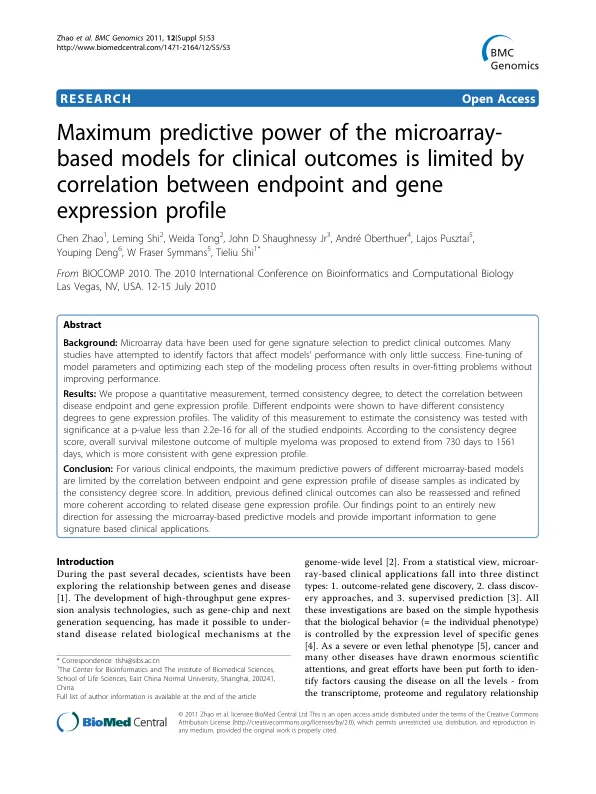 Zhao et al. BMC Genomics 2011, 12(Suppl 5):S3
http://www.biomedcentral.com/1471-2164/12/S5/S3
BMC
Genomics
RESEARCH
Open Access
Maximum predictive power of the microarray-
based models for clinical outcomes is limited by
correlation between endpoint and gene
expression profile
Chen Zhao1, Leming Shi2, Weida Tong2, John D Shaughnessy Jr3, André Oberthuer4, Lajos Pusztai5,
Youping Deng6, W Fraser Symmans5, Tieliu Shi1*
From BIOCOMP 2010. The 2010 International Conference on Bioinformatics and Computational Biology
Las Vegas, NV, USA. 12-15 July 2010
Abstract
Background: Microarray data have been used for gene signature selection to predict clinical outcomes. Many
studies have attempted to identify factors that affect models' performance with only little success. Fine-tuning of
model parameters and optimizing each step of the modeling process often results in over-fitting problems without
improving performance.
Results: We propose a quantitative measurement, termed consistency degree, to detect the correlation between
disease endpoint and gene expression profile. Different endpoints were shown to have different consistency
degrees to gene expression profiles. The validity of this measurement to estimate the consistency was tested with
significance at a p-value less than 2.2e-16 for all of the studied endpoints. According to the consistency degree
score, overall survival milestone outcome of multiple myeloma was proposed to extend from 730 days to 1561
days, which is more consistent with gene expression profile.
Conclusion: For various clinical endpoints, the maximum predictive powers of different microarray-based models
are limited by the correlation between endpoint and gene expression profile of disease samples as indicated by
the consistency degree score. In addition, previous defined clinical outcomes can also be reassessed and refined
more coherent according to related disease gene expression profile. Our findings point to an entirely new
direction for assessing the microarray-based predictive models and provide important information to gene
signature based clinical applications.
Introduction
During the past several decades, scientists have been
exploring the relationship between genes and disease
[1]. The development of high-throughput gene expres-
sion analysis technologies, such as gene-chip and next
generation sequencing, has made it possible to under-
stand disease related biological mechanisms at the
* Correspondence: tlshi@sibs.ac.cn
1The Center for Bioinformatics and The institute of Biomedical Sciences,
School of Life Sciences, East China Normal University, Shanghai, 200241,
China
Full list of author information is available at the end of the article
genome-wide level [2]. From a statistical view, microar-
ray-based clinical applications fall into three distinct
types: 1. outcome-related gene discovery, 2. class discov-
ery approaches, and 3. supervised prediction [3]. All
these investigations are based on the simple hypothesis
that the biological behavior (= the individual phenotype)
is controlled by the expression level of specific genes
[4]. As a severe or even lethal phenotype [5], cancer and
many other diseases have drawn enormous scientific
attentions, and great efforts have been put forth to iden-
tify factors causing the disease on all the levels - from
the transcriptome, proteome and regulatory relationship
BioMed Central
© 2011 Zhao et al. licensee BioMed Central Ltd This is an open access article distributed under the terms of the Creative Commons
Attribution License (http://creativecommons.org/licenses/by/2.0), which permits unrestricted use, distribution, and reproduction in
any medium, provided the original work is properly cited.